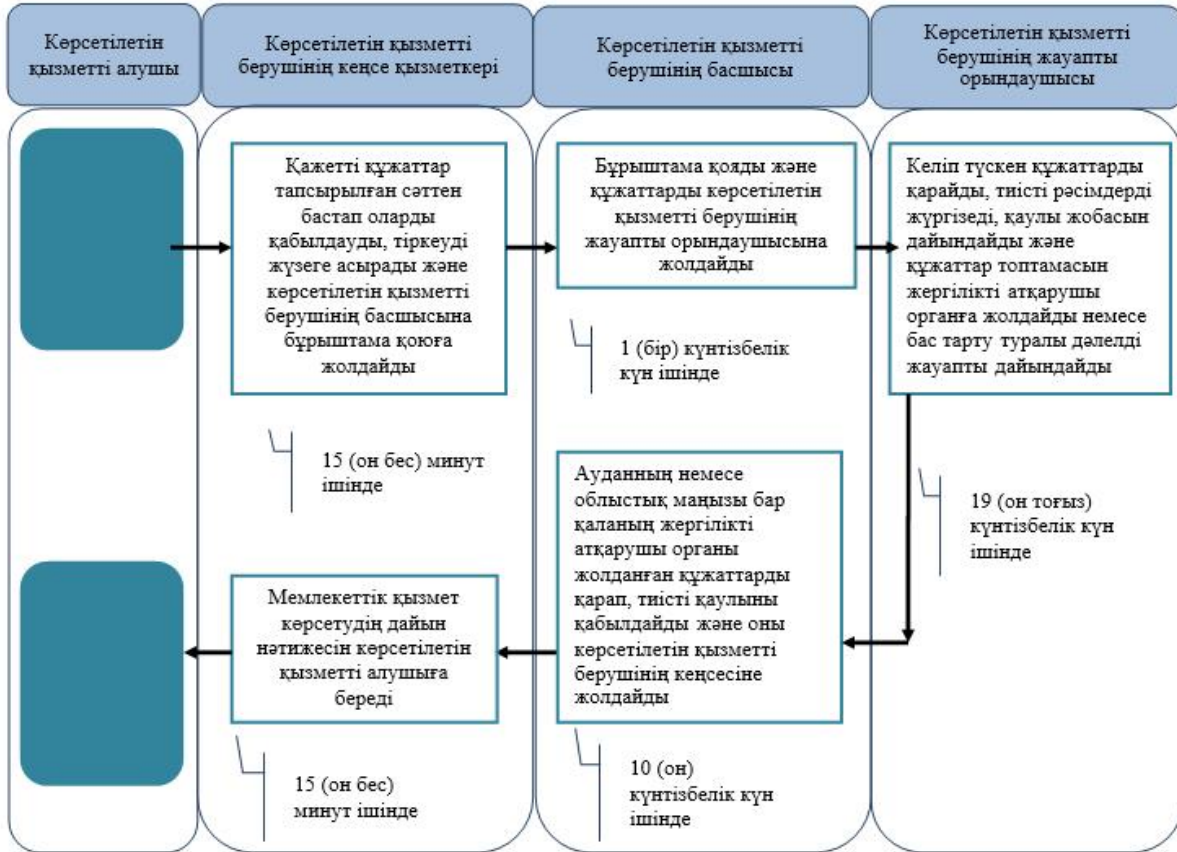 Көрсетілетін
қызметті алушы
Көрсетілетін қызметті
берушінің кеңсе қызметкері
Көрсетілетін қызметті
берушінің басшысы
Көрсетілетін қызметті
берушінің жауапты
орындаушысы
Қажетті құжаттар
тапсырылған сәттен
бастап оларды
қабылдауды, тіркеуді
жүзеге асырады және
көрсетілетін қызметті
берушінің басшысына
бұрыштама қоюға
жолдайды
15 (он бес) минут
ішінде
Бұрыштама қояды және
құжаттарды көрсетілетін
қызметті берушінің
жауапты орындаушысына
жолдайды
1 (бір) күнтізбелік
күн ішінде
Келіп түскен құжаттарды
қарайды, тиісті рәсімдерді
жүргізеді, қаулы жобасын
дайындайды және
құжаттар топтамасын
жергілікті атқарушы
органға жолдайды немесе
бас тарту туралы дәлелді
жауапты дайындайды
19 (он тоғыз)
күнтізбелік күн
ішінде
Ауданның немесе
облыстық маңызы бар
қаланың жергілікті
атқарушы органы
жолданған құжаттарды
қарап, тиісті қаулыны
қабылдайды және оны
көрсетілетін қызметті
берушінің кеңсесіне
жолдайды
10 (он)
күнтізбелік күн
ішінде
Мемлекеттік қызмет
көрсетудің дайын
нәтижесін көрсетілетін
қызметті алушыға
береді
15 (он бес)
минут ішінде